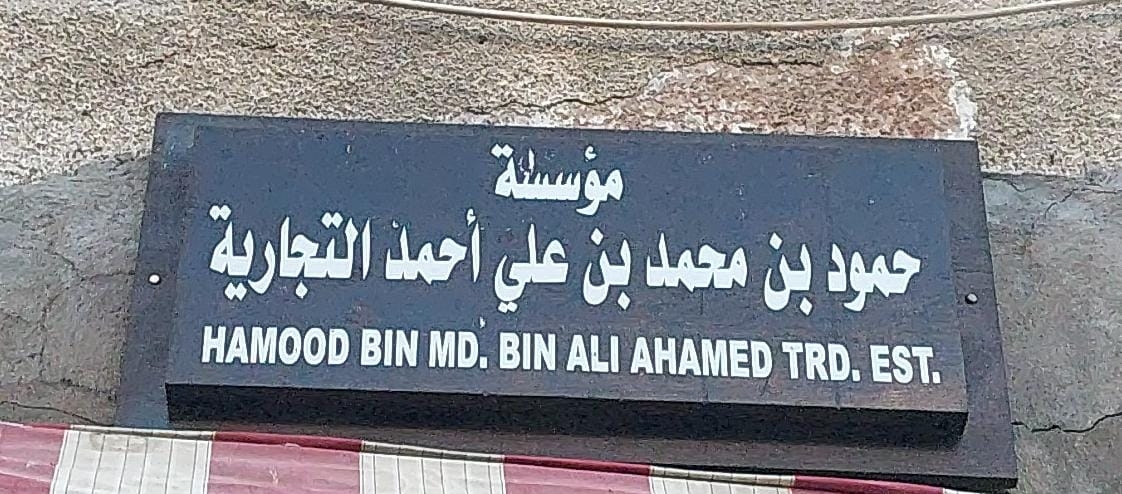 مؤسسة
حمود بن محمد بن علي أحمد التجارية
HAMOOD BIN MD. BIN ALI AHAMED TRD. EST.